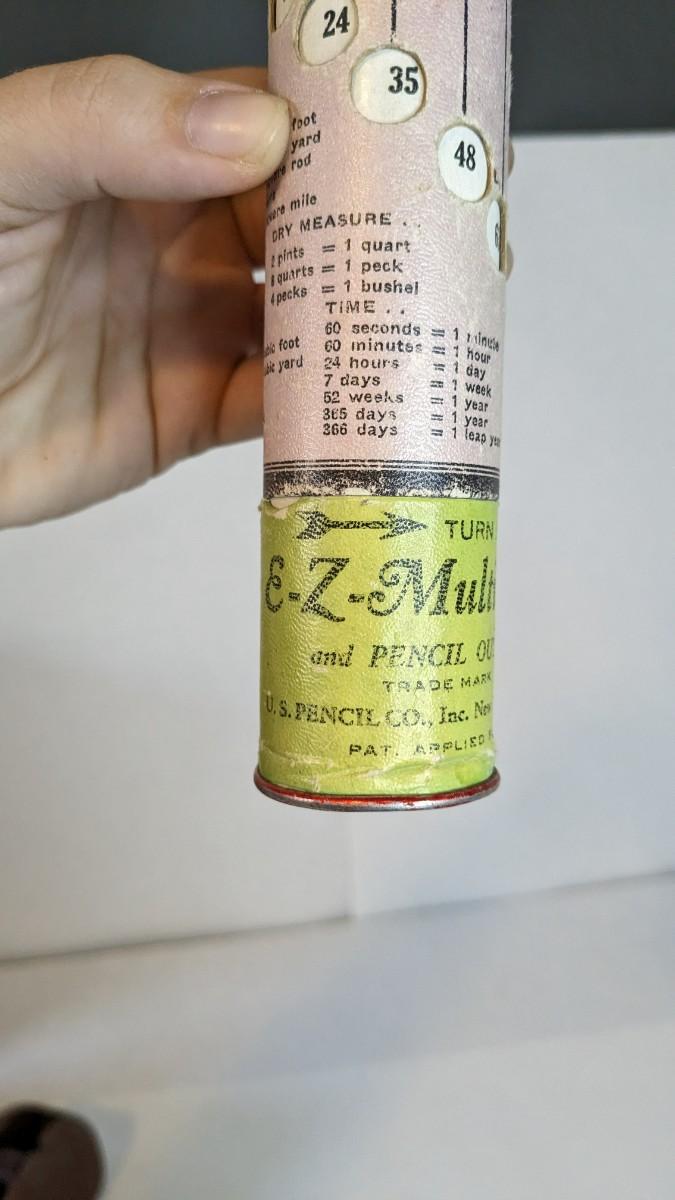 24
35
48
foot
yard
rod
mile
DRY MEASURE . .
2 pints = 1 quart
8 quarts = 1 peck
4 pecks = 1 bushel
TIME . .
60 seconds = 1 minute
foot 60 minutes = 1 hour
yard 24 hours = 1 day
7 days = 1 week
52 weeks = 1 year
365 days = 1 year
366 days = 1 leap
TURN
E-Z-Mult
and PENCIL
TRADE MARK
U. S. PENCIL CO., Inc.
PAT. APPLIED